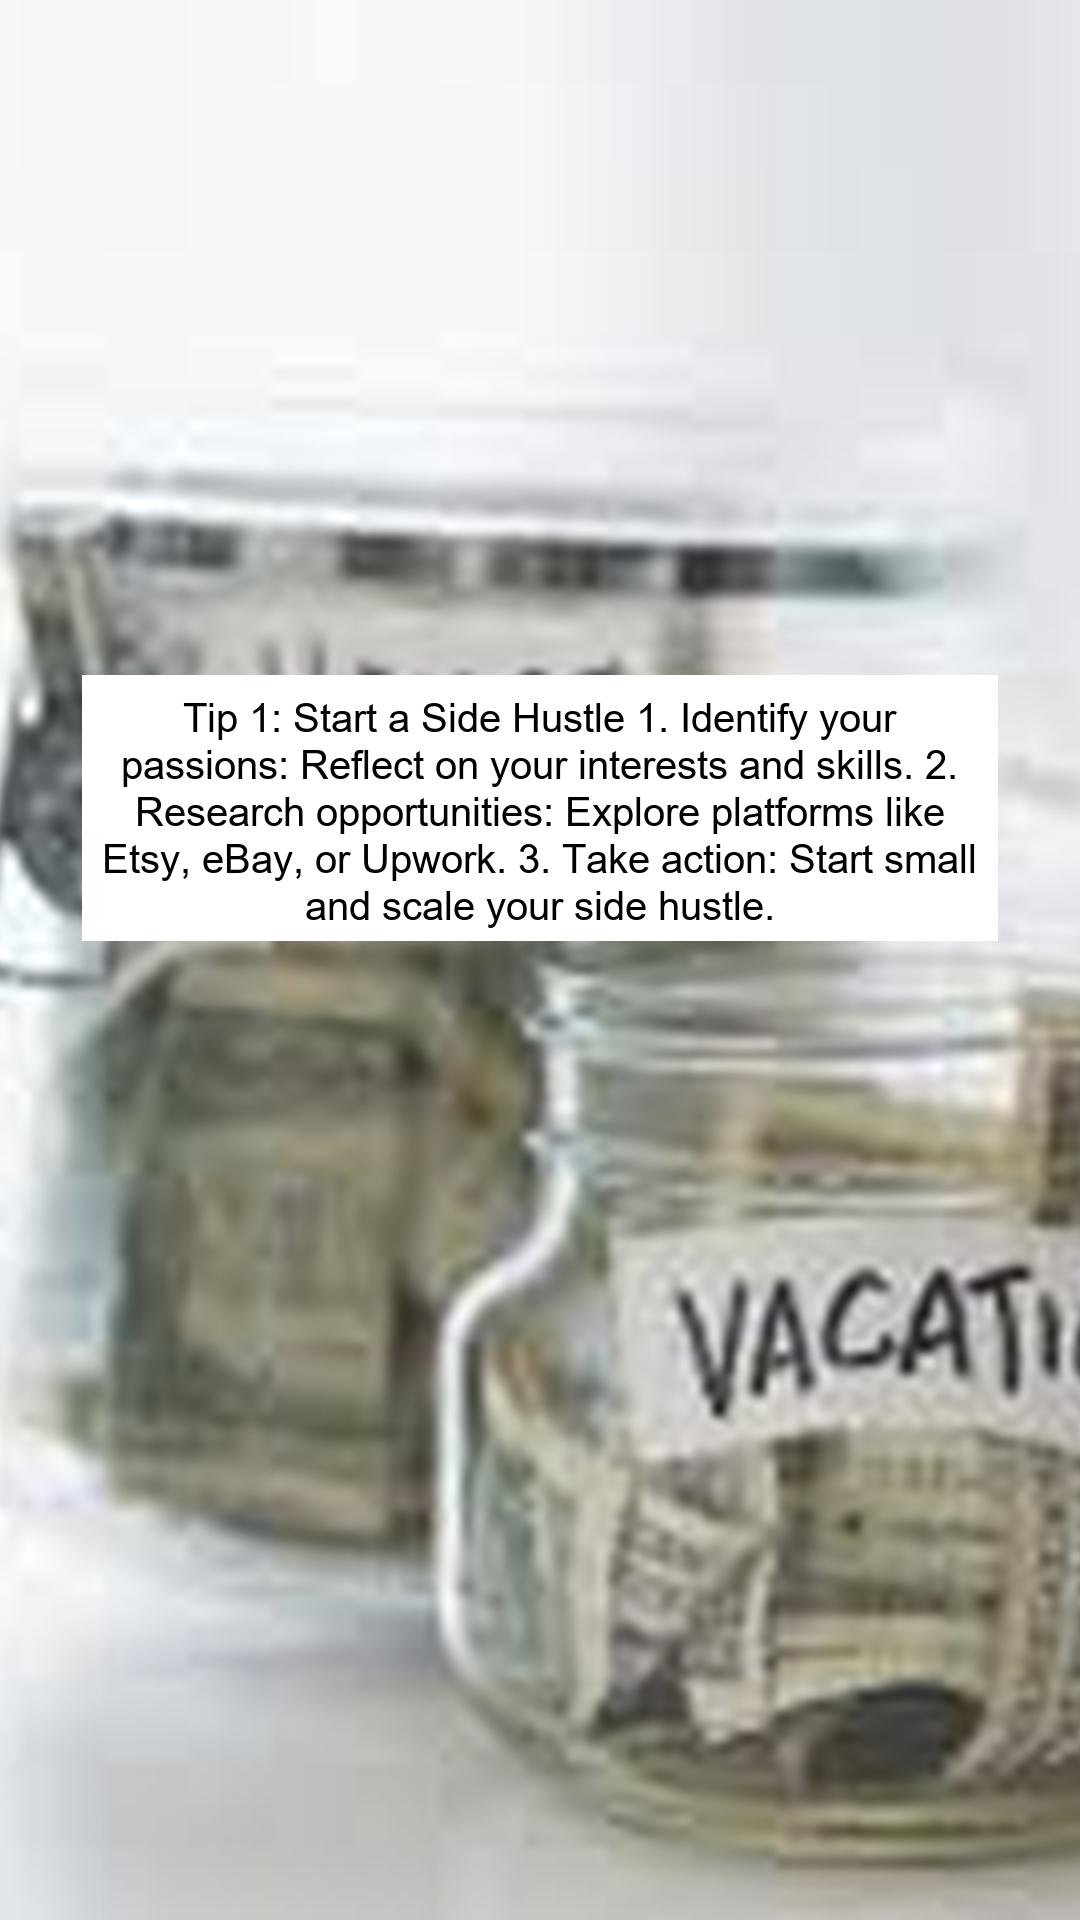 Tip 1: Start a Side Hustle 1. Identify your
passions: Reflect on your interests and skills. 2.
Research opportunities: Explore platforms like
Etsy, eBay, or Upwork. 3. Take action: Start small
and scale your side hustle.
VACATI